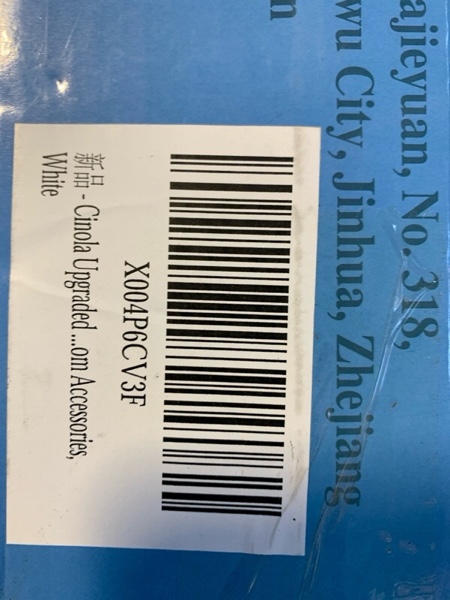 ajieyuan, No. 318,
wu City, Jinhua, Zhejiang
n
X004P6CV3F
新品 - Cinola Upgraded ...om Accessories,
White